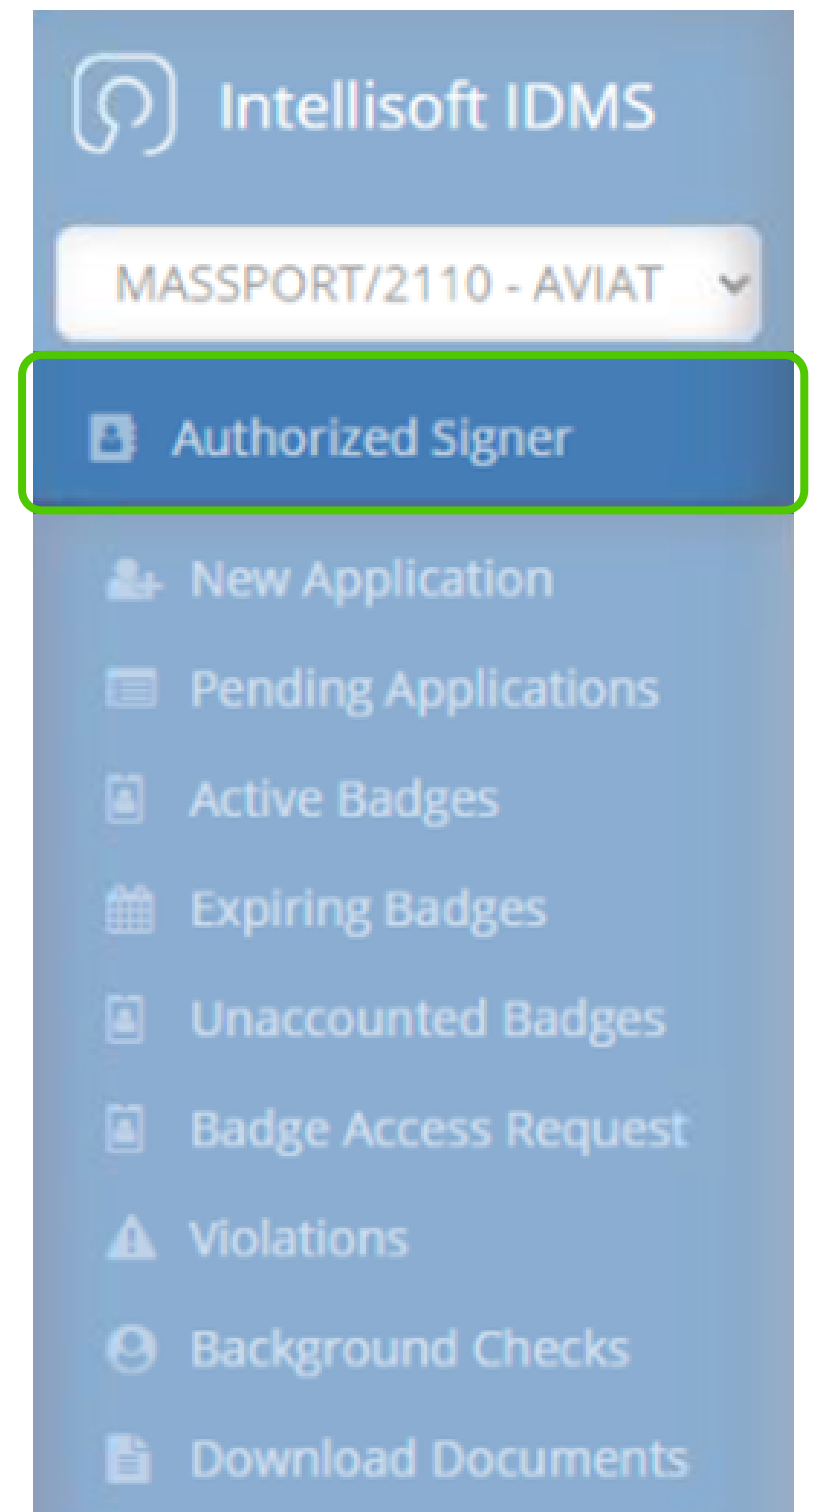 Intellisoft IDMS
MASSPORT/2110 - AVIAT
Authorized Signer
New Application
Pending Applications
Active Badges
Expiring Badges
Unaccounted Badges
Badge Access Request
Violations
Background Checks
Download Documents